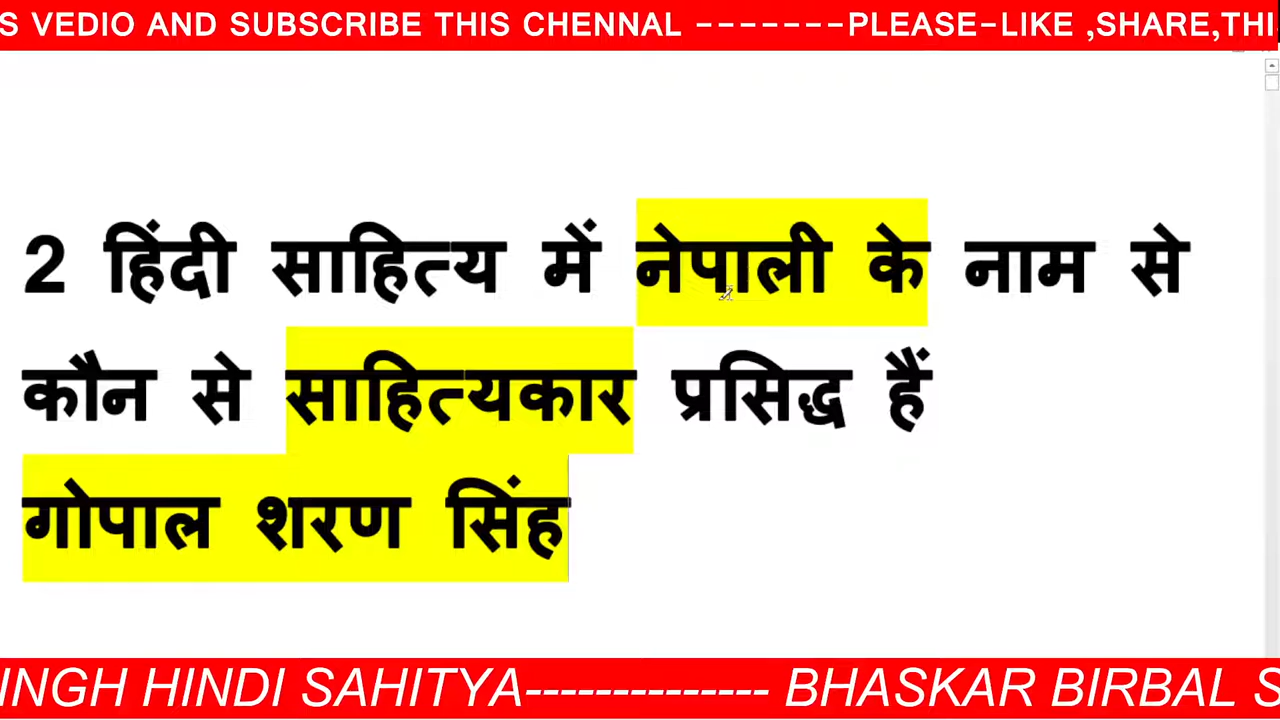 S VEDIO AND SUBSCRIBE THIS CHENNAL -------PLEASE-LIKE ,SHARE,THI
2 हिंदी साहित्य में नेपाली के नाम से
कौन से साहित्यकार प्रसिद्ध हैं
गोपाल शरण सिंह
INGH HINDI SAHITYA-------------- BHASKAR BIRBAL S